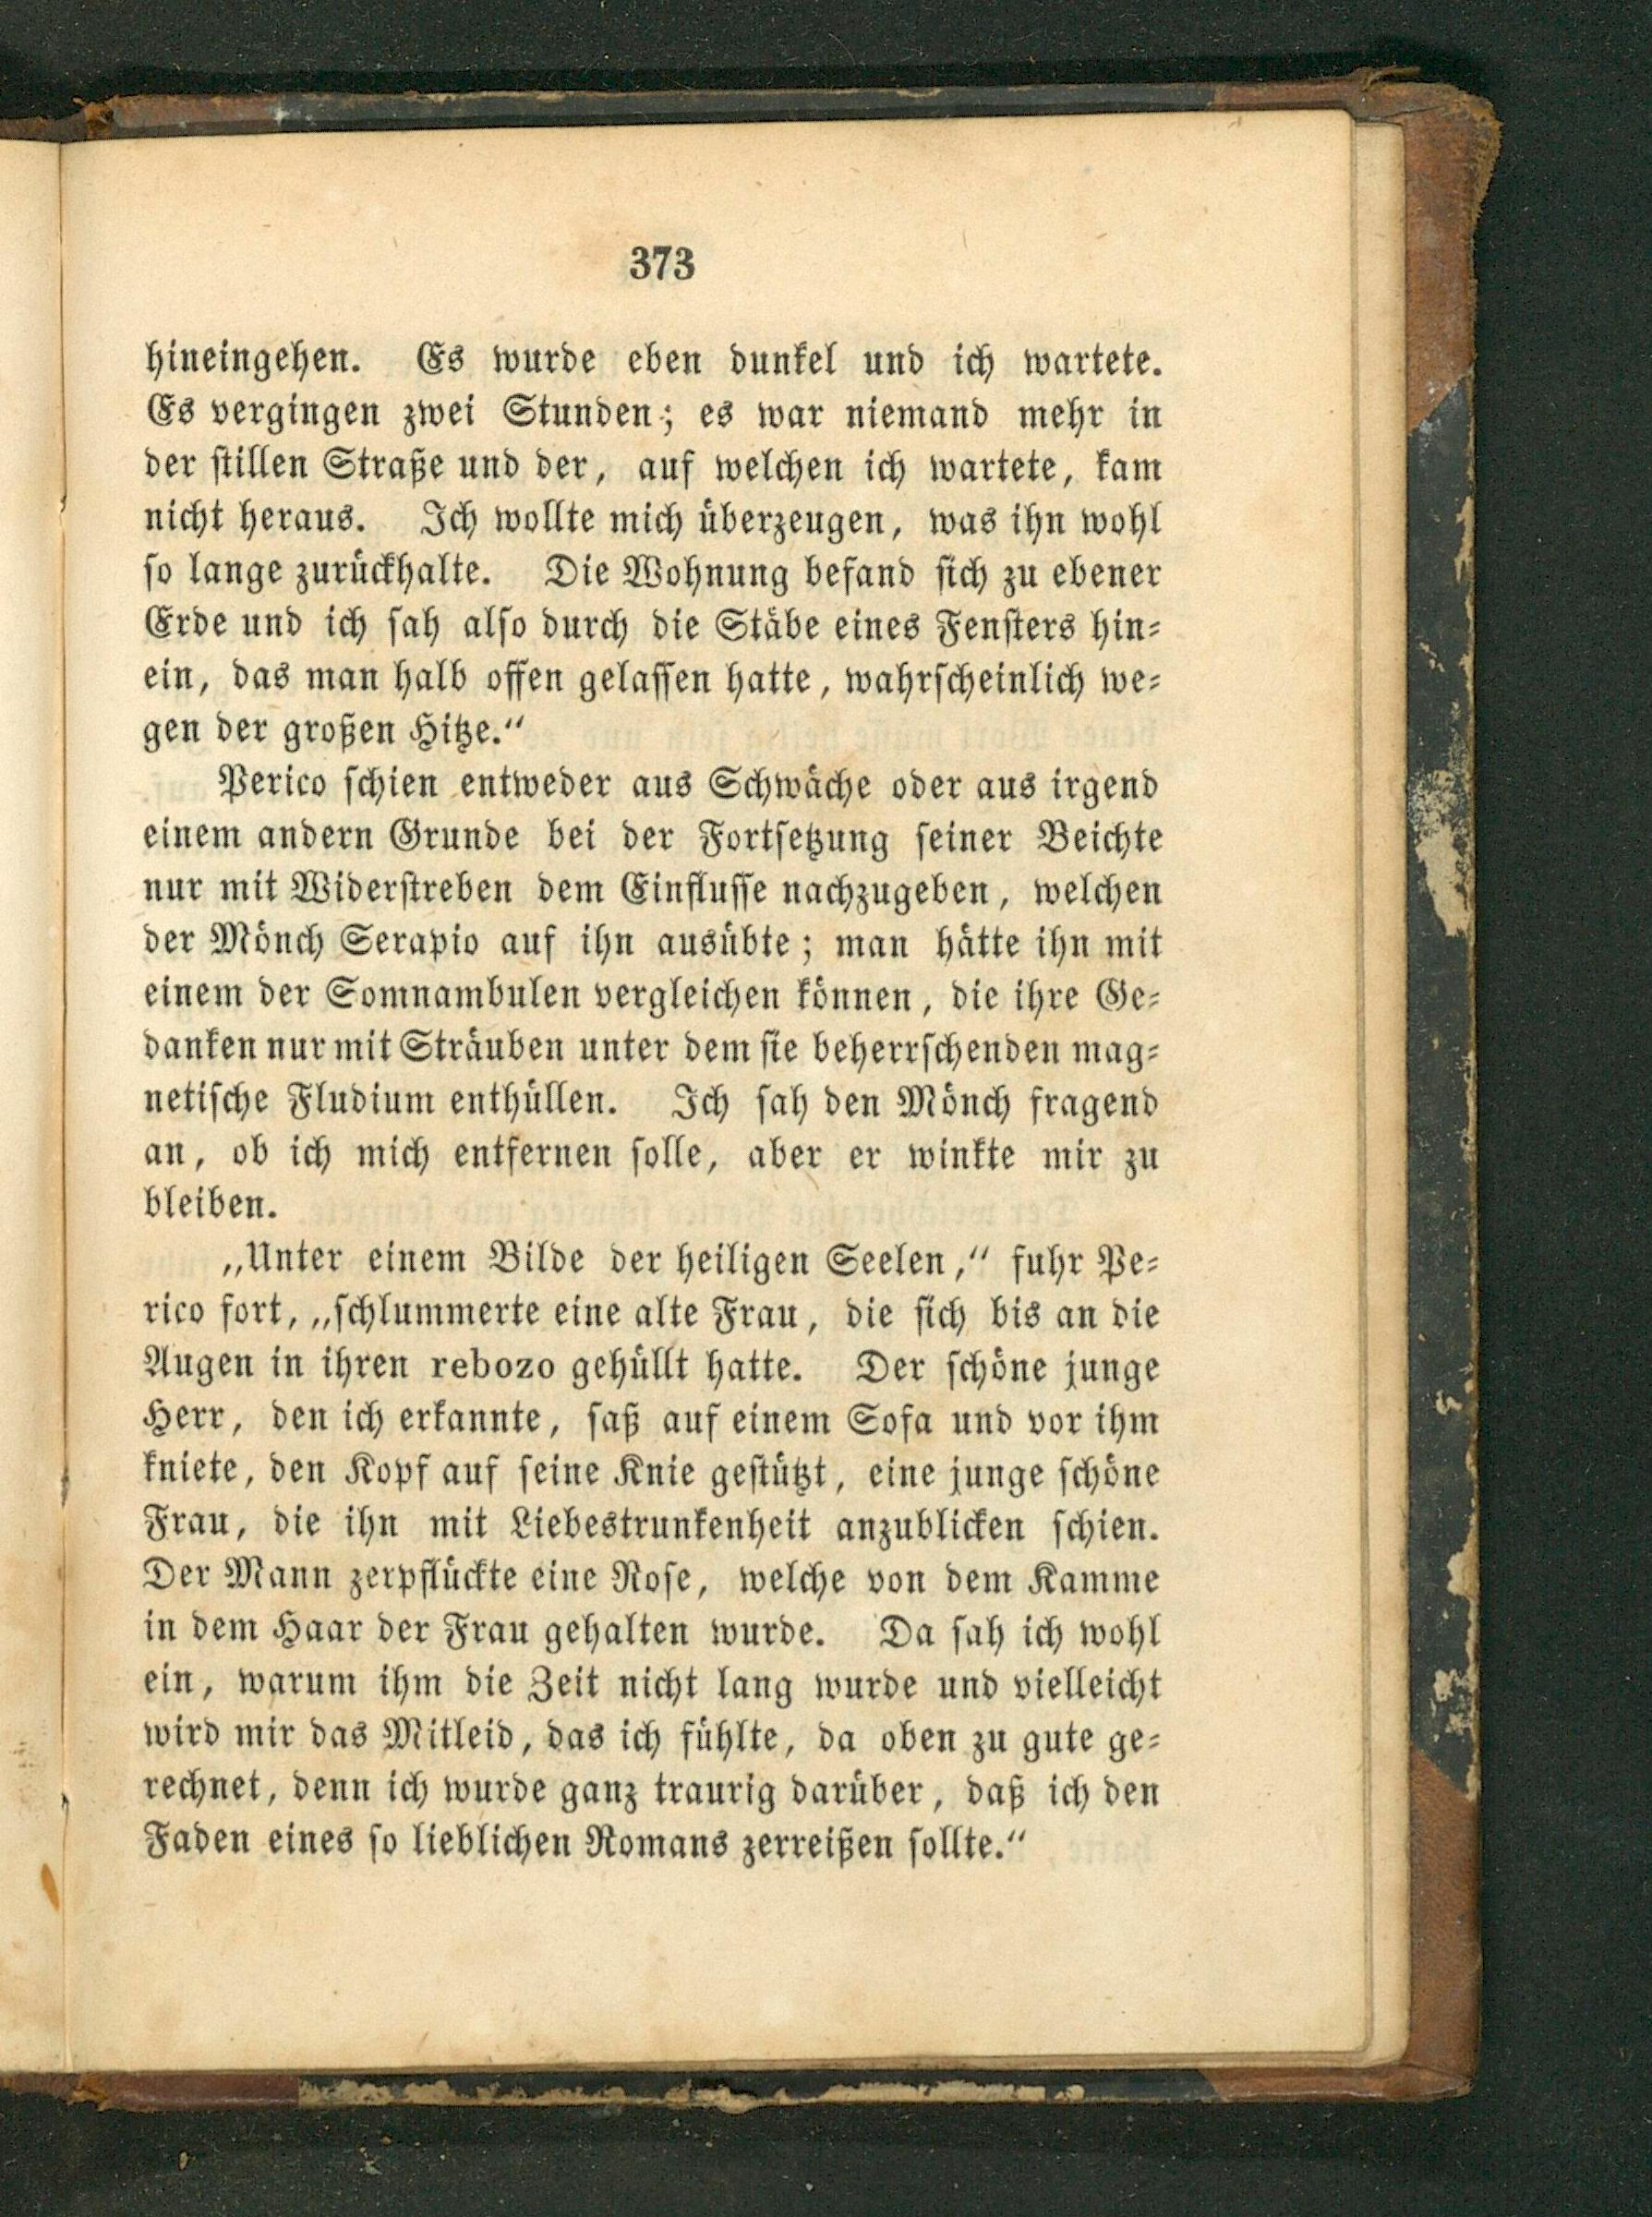 373
hineingehen. Es wurde eben dunkel und ich wartete.
Es vergingen zwei Stunden; es war niemand mehr in
der stillen Straße und der, auf welchen ich wartete, kam
nicht heraus. Ich wollte mich überzeugen, was ihn wohl
so lange zurückhalte. Die Wohnung befand sich zu ebener
Erde und ich sah also durch die Stäbe eines Fensters hin-
ein, das man halb offen gelassen hatte, wahrscheinlich we-
gen der großen Hitze.“
Perico schien entweder aus Schwäche oder aus irgend
einem andern Grunde bei der Fortsetzung seiner Beichte
nur mit Widerstreben dem Einflusse nachzugeben, welchen
der Mönch Serapio auf ihn ausübte; man hätte ihn mit
einem der Somnambulen vergleichen können, die ihre Ge-
danken nur mit Sträuben unter dem sie beherrschenden mag-
netische Fludium enthüllen. Ich sah den Mönch fragend
an, ob ich mich entfernen solle, aber er winkte mir zu
bleiben.
„Unter einem Bilde der heiligen Seelen,“ fuhr Pe-
rico fort, „schlummerte eine alte Frau, die sich bis an die
Augen in ihren rebozo gehüllt hatte. Der schöne junge
Herr, den ich erkannte, saß auf einem Sofa und vor ihm
kniete, den Kopf auf seine Knie gestützt, eine junge schöne
Frau, die ihn mit Liebestrunkenheit anzublicken schien.
Der Mann zerpflückte eine Rose, welche von dem Kamme
in dem Haar der Frau gehalten wurde. Da sah ich wohl
ein, warum ihm die Zeit nicht lang wurde und vielleicht
wird mir das Mitleid, das ich fühlte, da oben zu gute ge-
rechnet, denn ich wurde ganz traurig darüber, daß ich den
Faden eines so lieblichen Romans zerreißen sollte.“